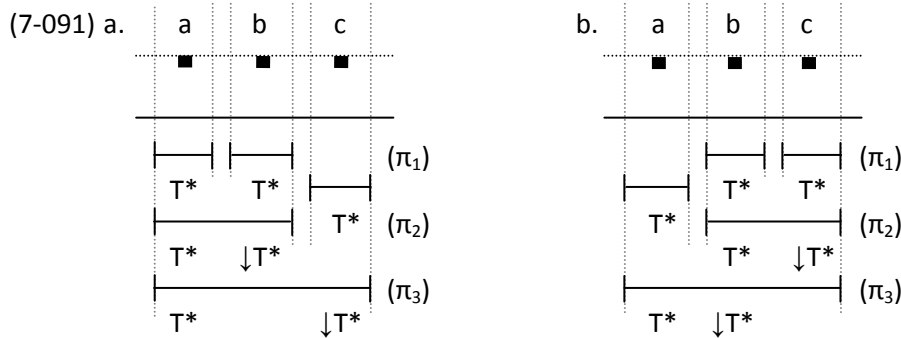 (7-091) a. a b c b. a b c
(π₁) (π₁)
T* T* T* T*
T* (π₂) T* (π₂)
T* ↓T* T* ↓T*
(π₃) (π₃)
T* ↓T* T* ↓T*